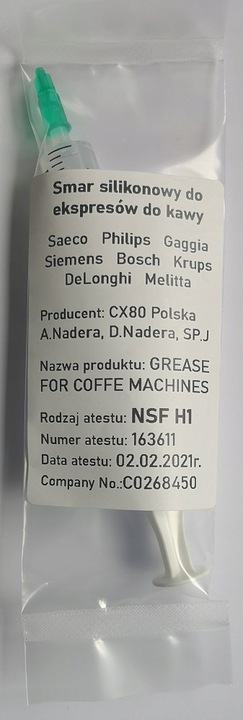 Smar silikonowy do
ekspresów do kawy
Saeco Philips Gaggia
Siemens Bosch Krups
DeLonghi Melitta
Producent: CX80 Polska
A.Nadera, D.Nadera, SP.J
Nazwa produktu: GREASE
FOR COFFE MACHINES
Rodzaj atestu: NSF H1
Numer atestu: 163611
Data atestu: 02.02.2021r.
Company No.:C0268450